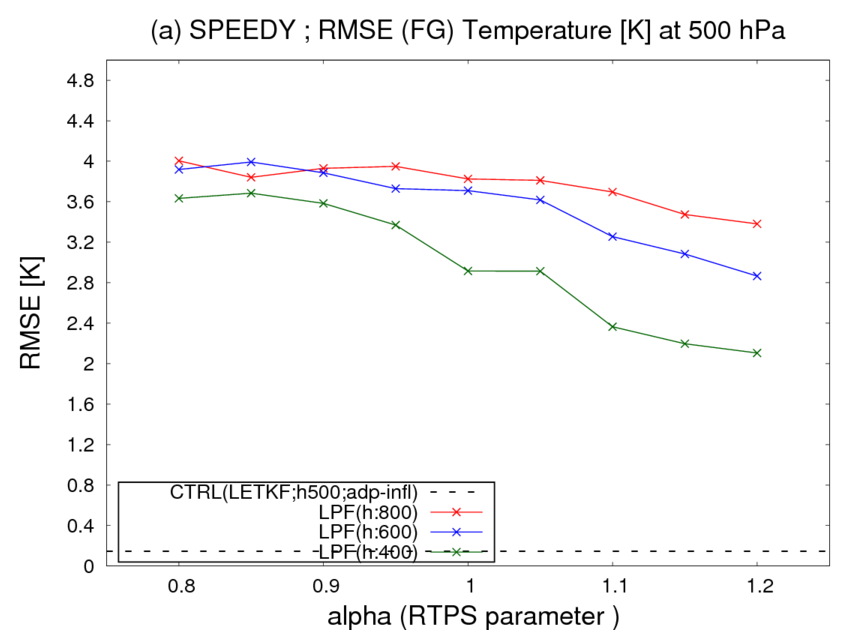 (a) SPEEDY ; RMSE (FG) Temperature [K] at 500 hPa
RMSE [K]
4.8
4.4
4
3.6
3.2
2.8
2.4
2
1.6
1.2
0.8
0.4
0
CTRL(LETKF;h500;adp-infl)
LPF(h:800)
LPF(h:600)
LPF(h:400)
0.8 0.9 1 1.1 1.2
alpha (RTPS parameter )